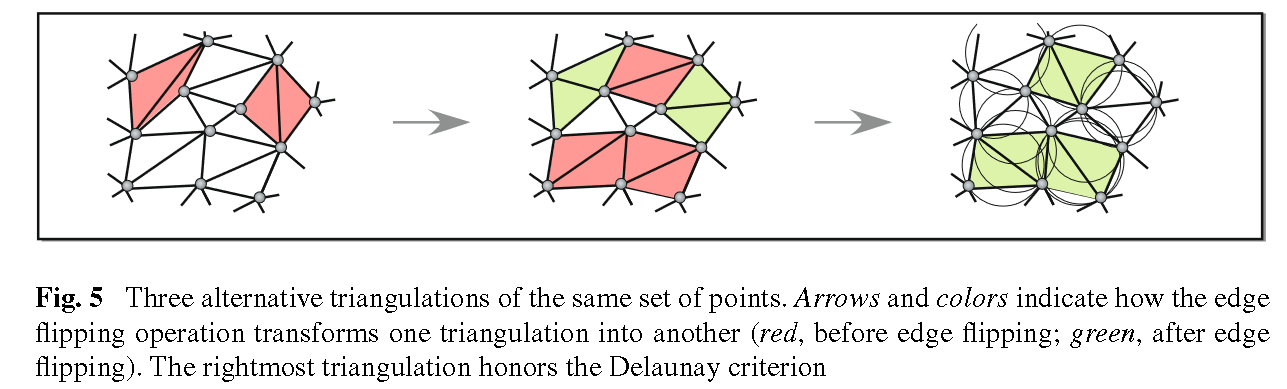 Fig. 5 Three alternative triangulations of the same set of points. Arrows and colors indicate how the edge
flipping operation transforms one triangulation into another (red, before edge flipping; green, after edge
flipping). The rightmost triangulation honors the Delaunay criterion